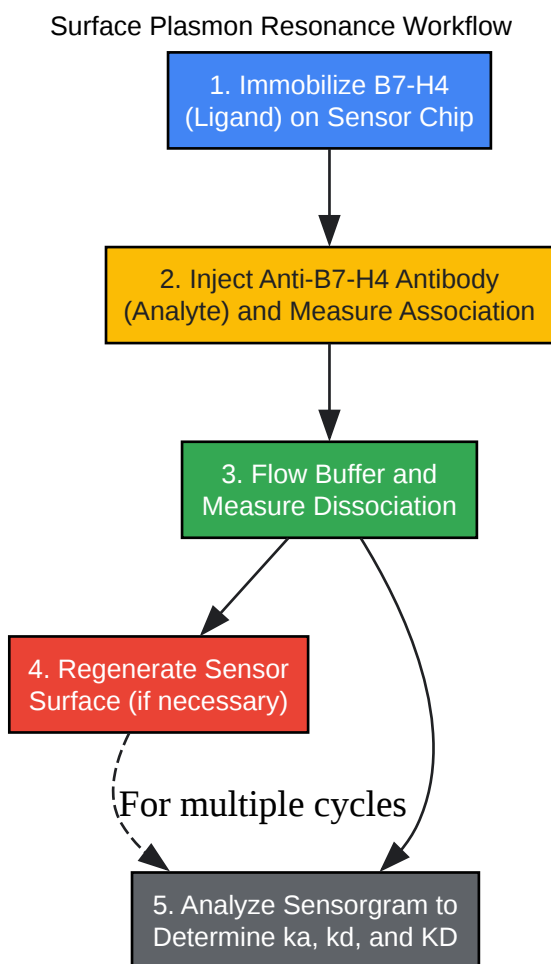 Surface Plasmon Resonance Workflow
1. Immobilize B7-H4
(Ligand) on Sensor Chip
2. Inject Anti-B7-H4 Antibody
(Analyte) and Measure Association
3. Flow Buffer and
Measure Dissociation
4. Regenerate Sensor
Surface (if necessary)
For multiple cycles
5. Analyze Sensorgram to
Determine ka, kd, and KD